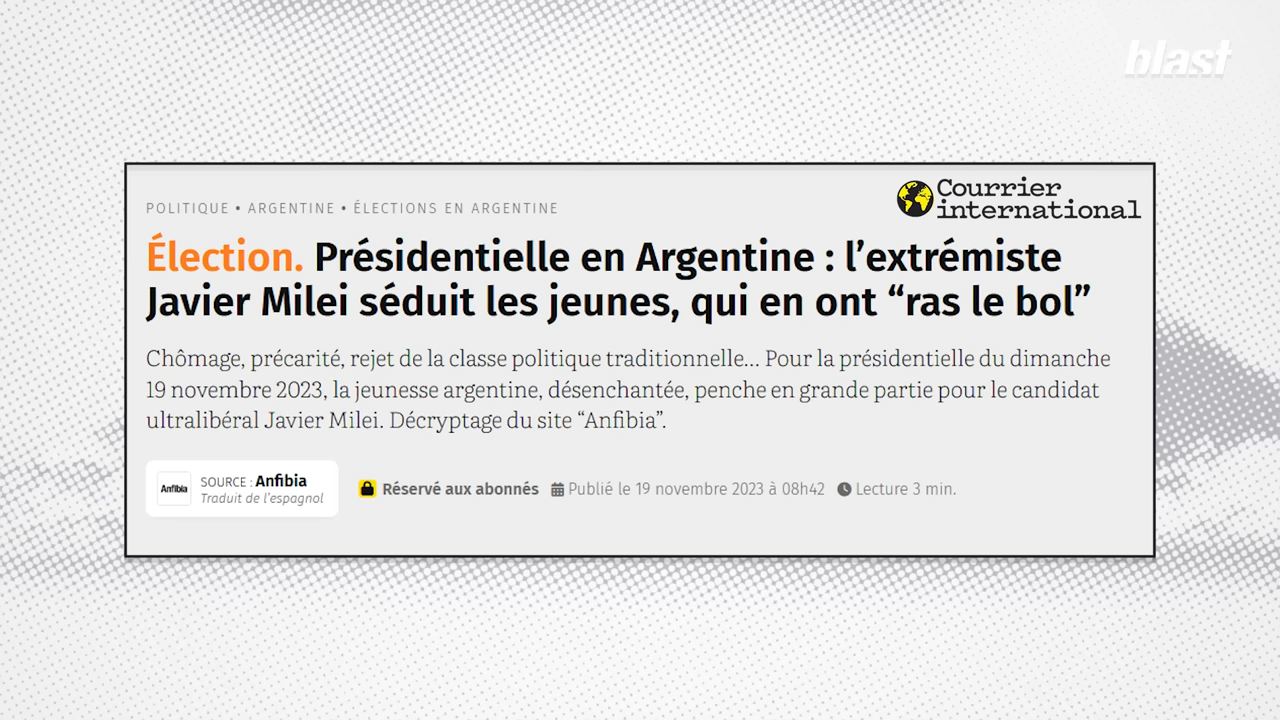 blast
Courrier
international
POLITIQUE • ARGENTINE • ÉLECTIONS EN ARGENTINE
Élection. Présidentielle en Argentine : l’extrémiste
Javier Milei séduit les jeunes, qui en ont “ras le bol”
Chômage, précarité, rejet de la classe politique traditionnelle… Pour la présidentielle du dimanche
19 novembre 2023, la jeunesse argentine, désenchantée, penche en grande partie pour le candidat
ultralibéral Javier Milei. Décryptage du site “Anfibia”.
Anfibia
SOURCE : Anfibia
Traduit de l’espagnol
Réservé aux abonnés Publié le 19 novembre 2023 à 08h42 Lecture 3 min.